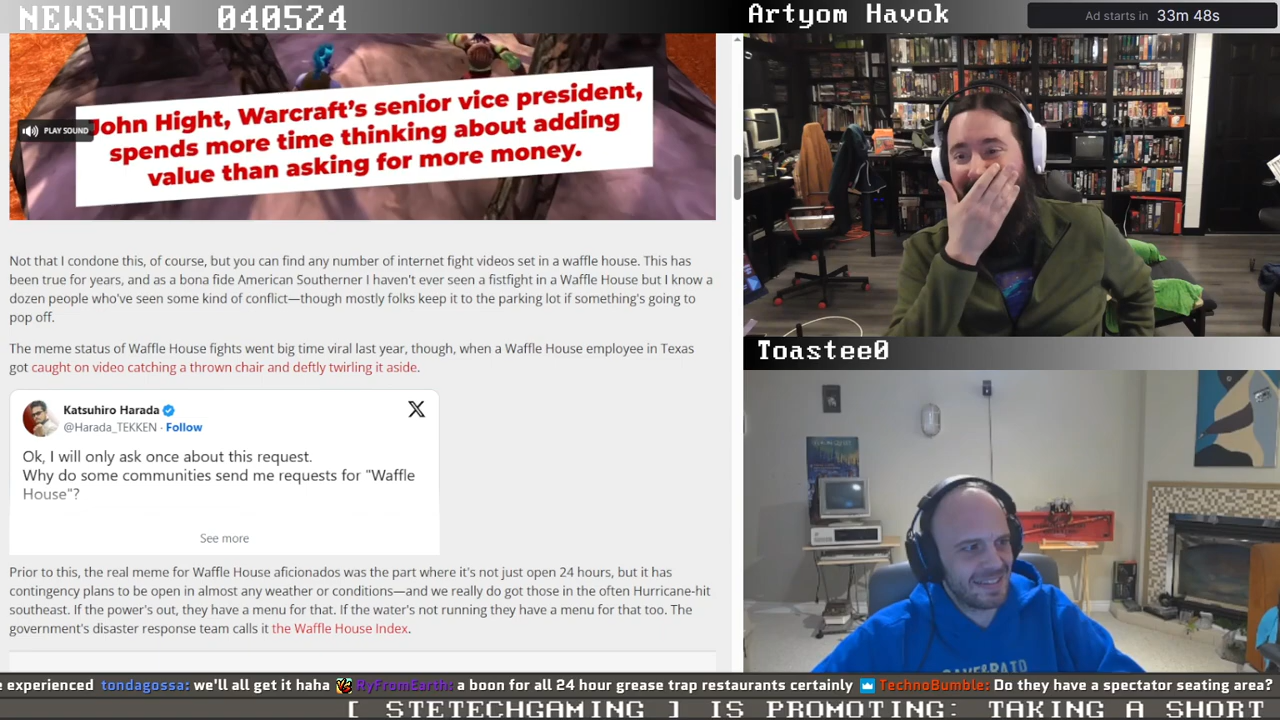 NEWSHOW 040524
Artyom Havok
Ad starts in 33m 48s
John Hight, Warcraft's senior vice president,
spends more time thinking about adding
value than asking for more money.
PLAY SOUND
Not that I condone this, of course, but you can find any number of internet fight videos set in a waffle house. This has
been true for years, and as a bona fide American Southerner I haven't ever seen a fistfight in a Waffle House but I know a
dozen people who've seen some kind of conflict—though mostly folks keep it to the parking lot if something's going to
pop off.
The meme status of Waffle House fights went big time viral last year, though, when a Waffle House employee in Texas
got caught on video catching a thrown chair and deftly twirling it aside.
Katsuhiro Harada
@Harada_TEKKEN · Follow
Ok, I will only ask once about this request.
Why do some communities send me requests for "Waffle
House"?
See more
Prior to this, the real meme for Waffle House aficionados was the part where it's not just open 24 hours, but it has
contingency plans to be open in almost any weather or conditions—and we really do got those in the often Hurricane-hit
southeast. If the power's out, they have a menu for that. If the water's not running they have a menu for that too. The
government's disaster response team calls it the Waffle House Index.
Toastee0
e experienced tondagossa: we'll all get it haha RyFromEarth: a boon for all 24 hour grease trap restaurants certainly TechnoBumble: Do they have a spectator seating area?
[ STETECHGAMING ] IS PROMOTING: TAKING A SHORT